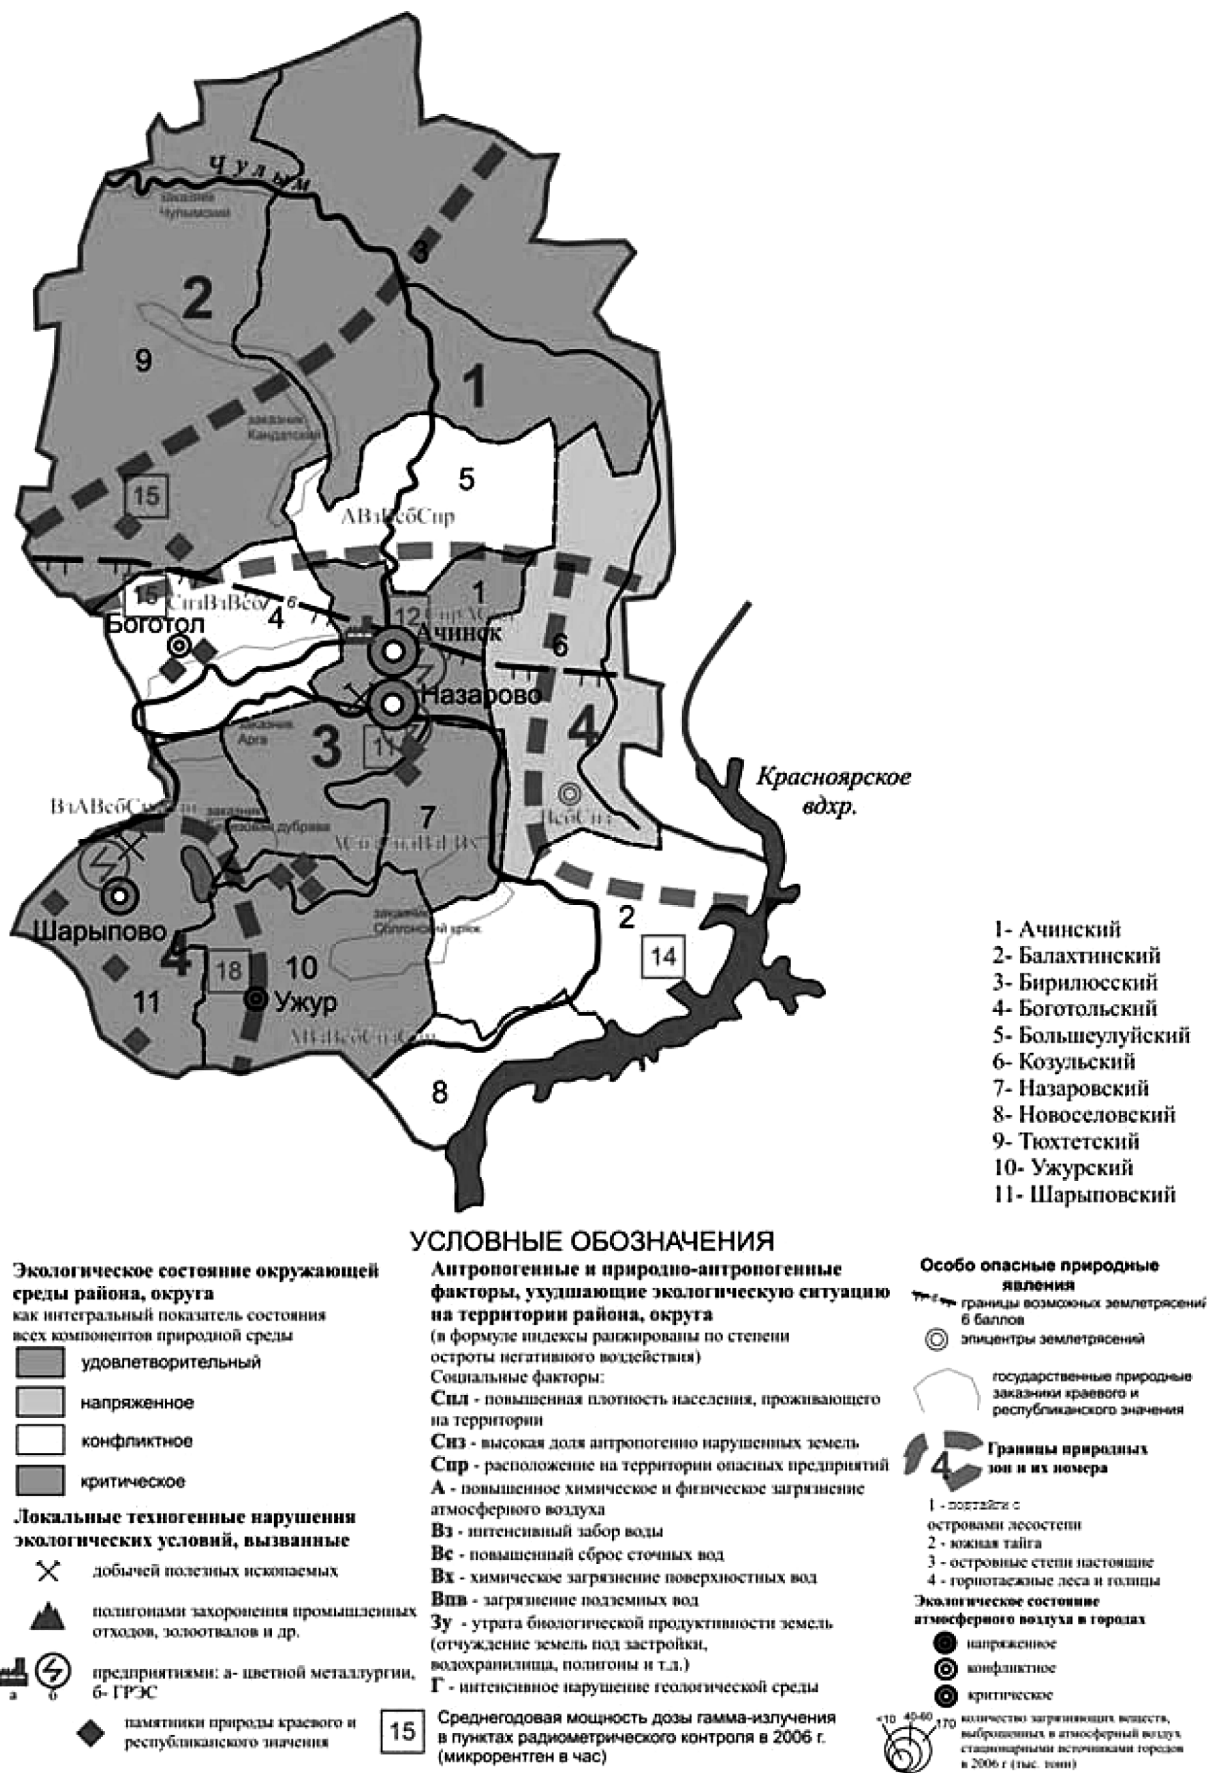 Чулым
заказник
Чулымский
3
2
9
1
заказник
Кандатский
15
5
АВзВсбСпр
15
СнзВзВсб
6
4
1
12
Боготол
Ачинск
6
Назарово
заказник
Арга
3
11
4
Красноярское
вдхр.
заказник
Березовая дубрава
7
ВсбСнз
Шарыпово
заказник
Солгонский кряж
2
14
4
18
10
Ужур
11
8
1- Ачинский
2- Балахтинский
3- Бирилюсский
4- Боготольский
5- Большеулуйский
6- Козульский
7- Назаровский
8- Новоселовский
9- Тюхтетский
10- Ужурский
11- Шарыповский
УСЛОВНЫЕ ОБОЗНАЧЕНИЯ
Экологическое состояние окружающей
среды района, округа
как интегральный показатель состояния
всех компонентов природной среды
удовлетворительный
напряженное
конфликтное
критическое
Локальные техногенные нарушения
экологических условий, вызванные
добычей полезных ископаемых
полигонами захоронения промышленных
отходов, золоотвалов и др.
предприятиями: а- цветной металлургии,
б- ГРЭС
а б
памятники природы краевого и
республиканского значения
Антропогенные и природно-антропогенные
факторы, ухудшающие экологическую ситуацию
на территории района, округа
(в формуле индексы ранжированы по степени
остроты негативного воздействия)
Социальные факторы:
Спл - повышенная плотность населения, проживающего
на территории
Снз - высокая доля антропогенно нарушенных земель
Спр - расположение на территории опасных предприятий
А - повышенное химическое и физическое загрязнение
атмосферного воздуха
Вз - интенсивный забор воды
Вс - повышенный сброс сточных вод
Вх - химическое загрязнение поверхностных вод
Впв - загрязнение подземных вод
Зу - утрата биологической продуктивности земель
(отчуждение земель под застройки,
водохранилища, полигоны и т.д.)
Г - интенсивное нарушение геологической среды
15
Среднегодовая мощность дозы гамма-излучения
в пунктах радиометрического контроля в 2006 г.
(микрорентген в час)
Особо опасные природные
явления
границы возможных землетрясений
6 баллов
эпицентры землетрясений
государственные природные
заказники краевого и
республиканского значения
4
Границы природных
зон и их номера
1 - подтайги с
островами лесостепи
2 - южная тайга
3 - островные степи настоящие
4 - горнотаежные леса и гольцы
Экологическое состояние
атмосферного воздуха в городах
напряженное
конфликтное
критическое
<10 40-60 170
количество загрязняющих веществ,
выброшенных в атмосферный воздух
стационарными источниками городов
в 2006 г (тыс. тонн)